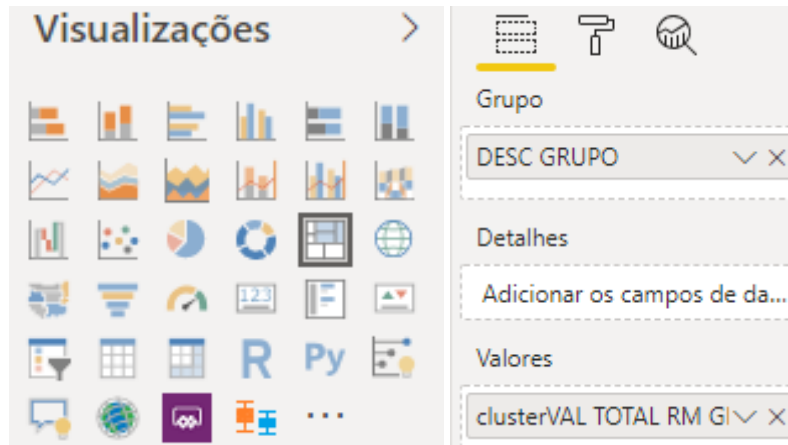 Visualizações
Grupo
DESC GRUPO
Detalhes
Adicionar os campos de da...
Valores
clusterVAL TOTAL RM
123
R
Py